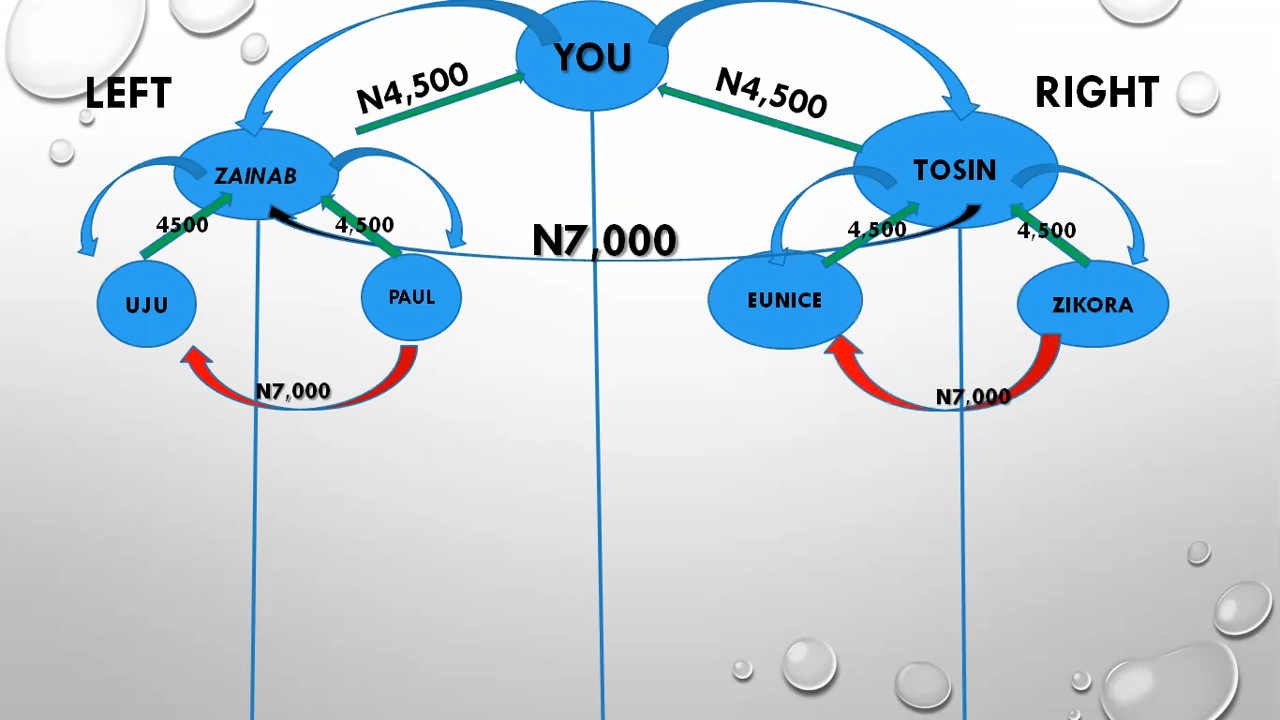 YOU
LEFT
N4,500
N4,500
RIGHT
ZAINAB
TOSIN
4500
4,500
N7,000
4,500
4,500
UJU
PAUL
EUNICE
ZIKORA
N7,000
N7,000